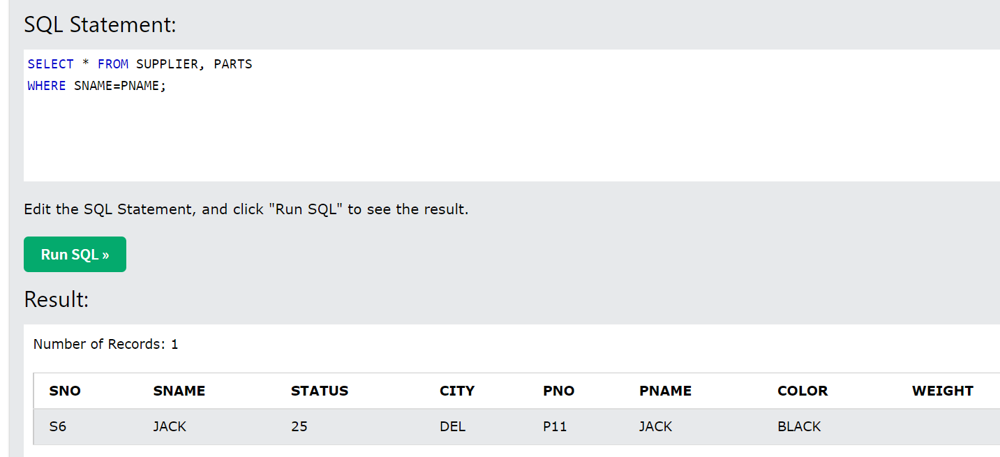 SQL Statement:
SELECT * FROM SUPPLIER, PARTS
WHERE SNAME=PNAME;
Edit the SQL Statement, and click "Run SQL" to see the result.
Run SQL »
Result:
Number of Records: 1
SNO SNAME STATUS CITY PNO PNAME COLOR WEIGHT
S6 JACK 25 DEL P11 JACK BLACK